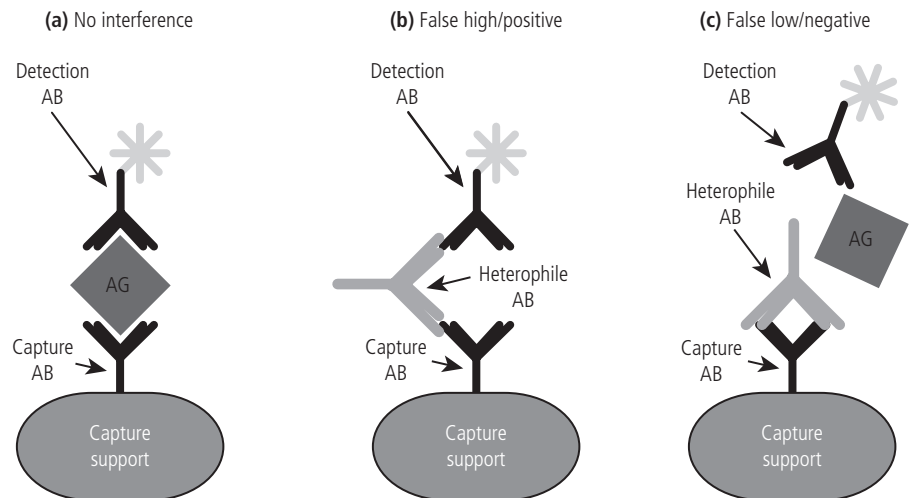 (a) No interference
Detection
AB
AG
Capture
AB
Capture
support
(b) False high/positive
Detection
AB
Heterophile
AB
Capture
AB
Capture
support
(c) False low/negative
Detection
AB
Heterophile
AB
AG
Capture
AB
Capture
support